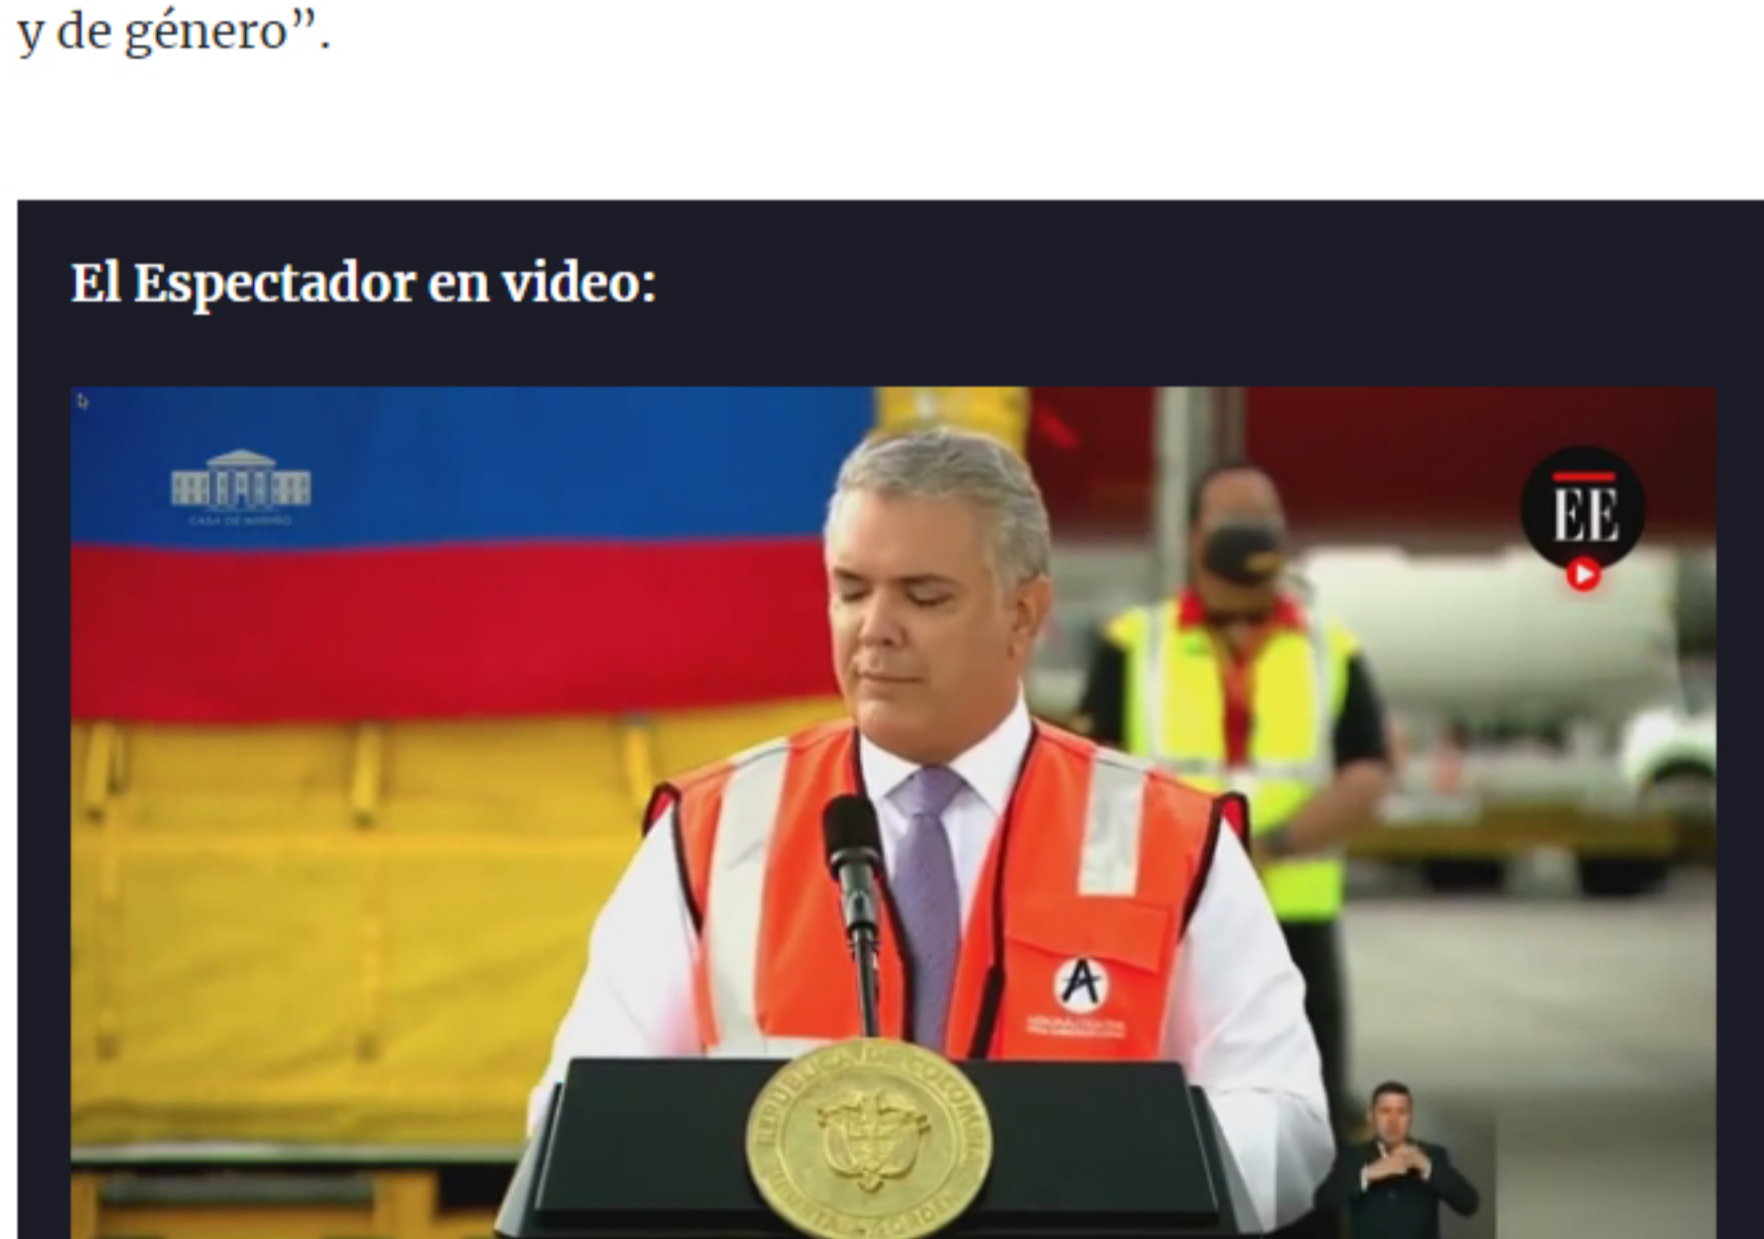 y de género”.
El Espectador en video:
CASA DE NARIÑO
EE
A
REPÚBLICA DE COLOMBIA